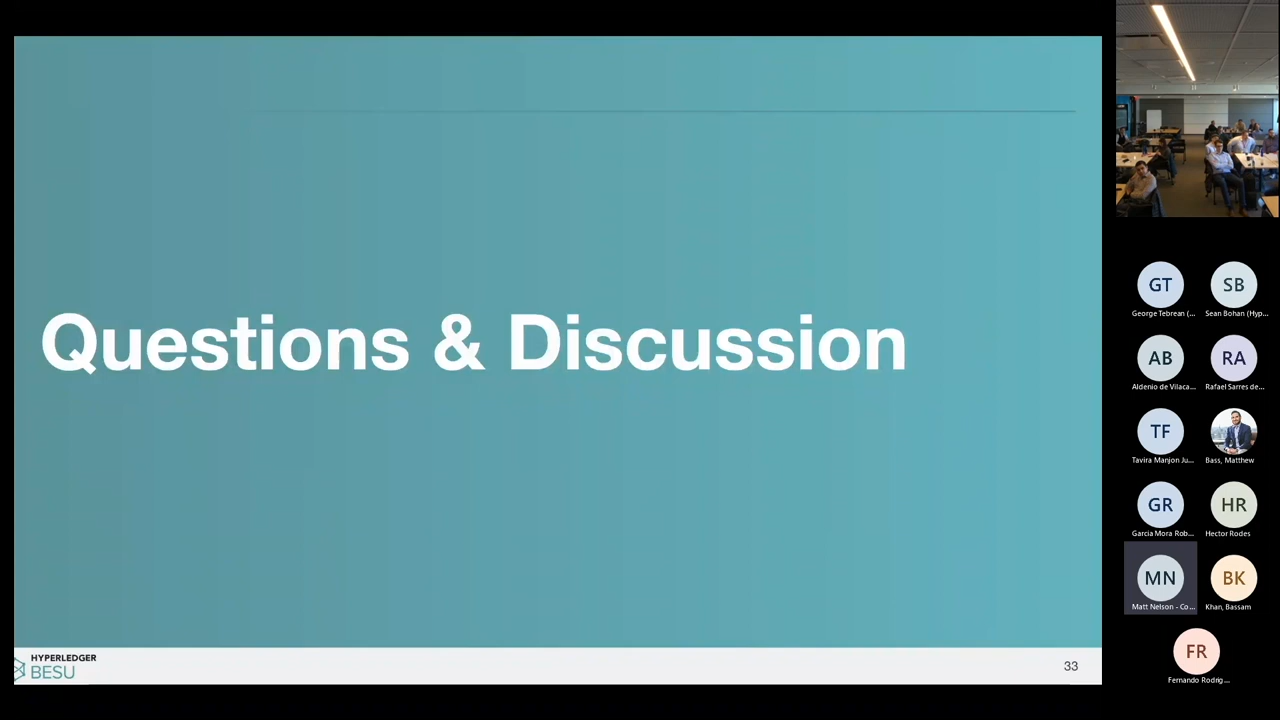 Questions & Discussion
HYPERLEDGER
BESU
33
GT
SB
George Tebrean (...
Sean Bohan (Hyp...
AB
RA
Aldenio de Vilaca...
Rafael Sarres de...
TF
Tavira Manjon Ju...
Bass, Matthew
GR
HR
Garcia Mora Rob...
Hector Rodes
MN
BK
Matt Nelson - Co...
Khan, Bassam
FR
Fernando Rodrig...